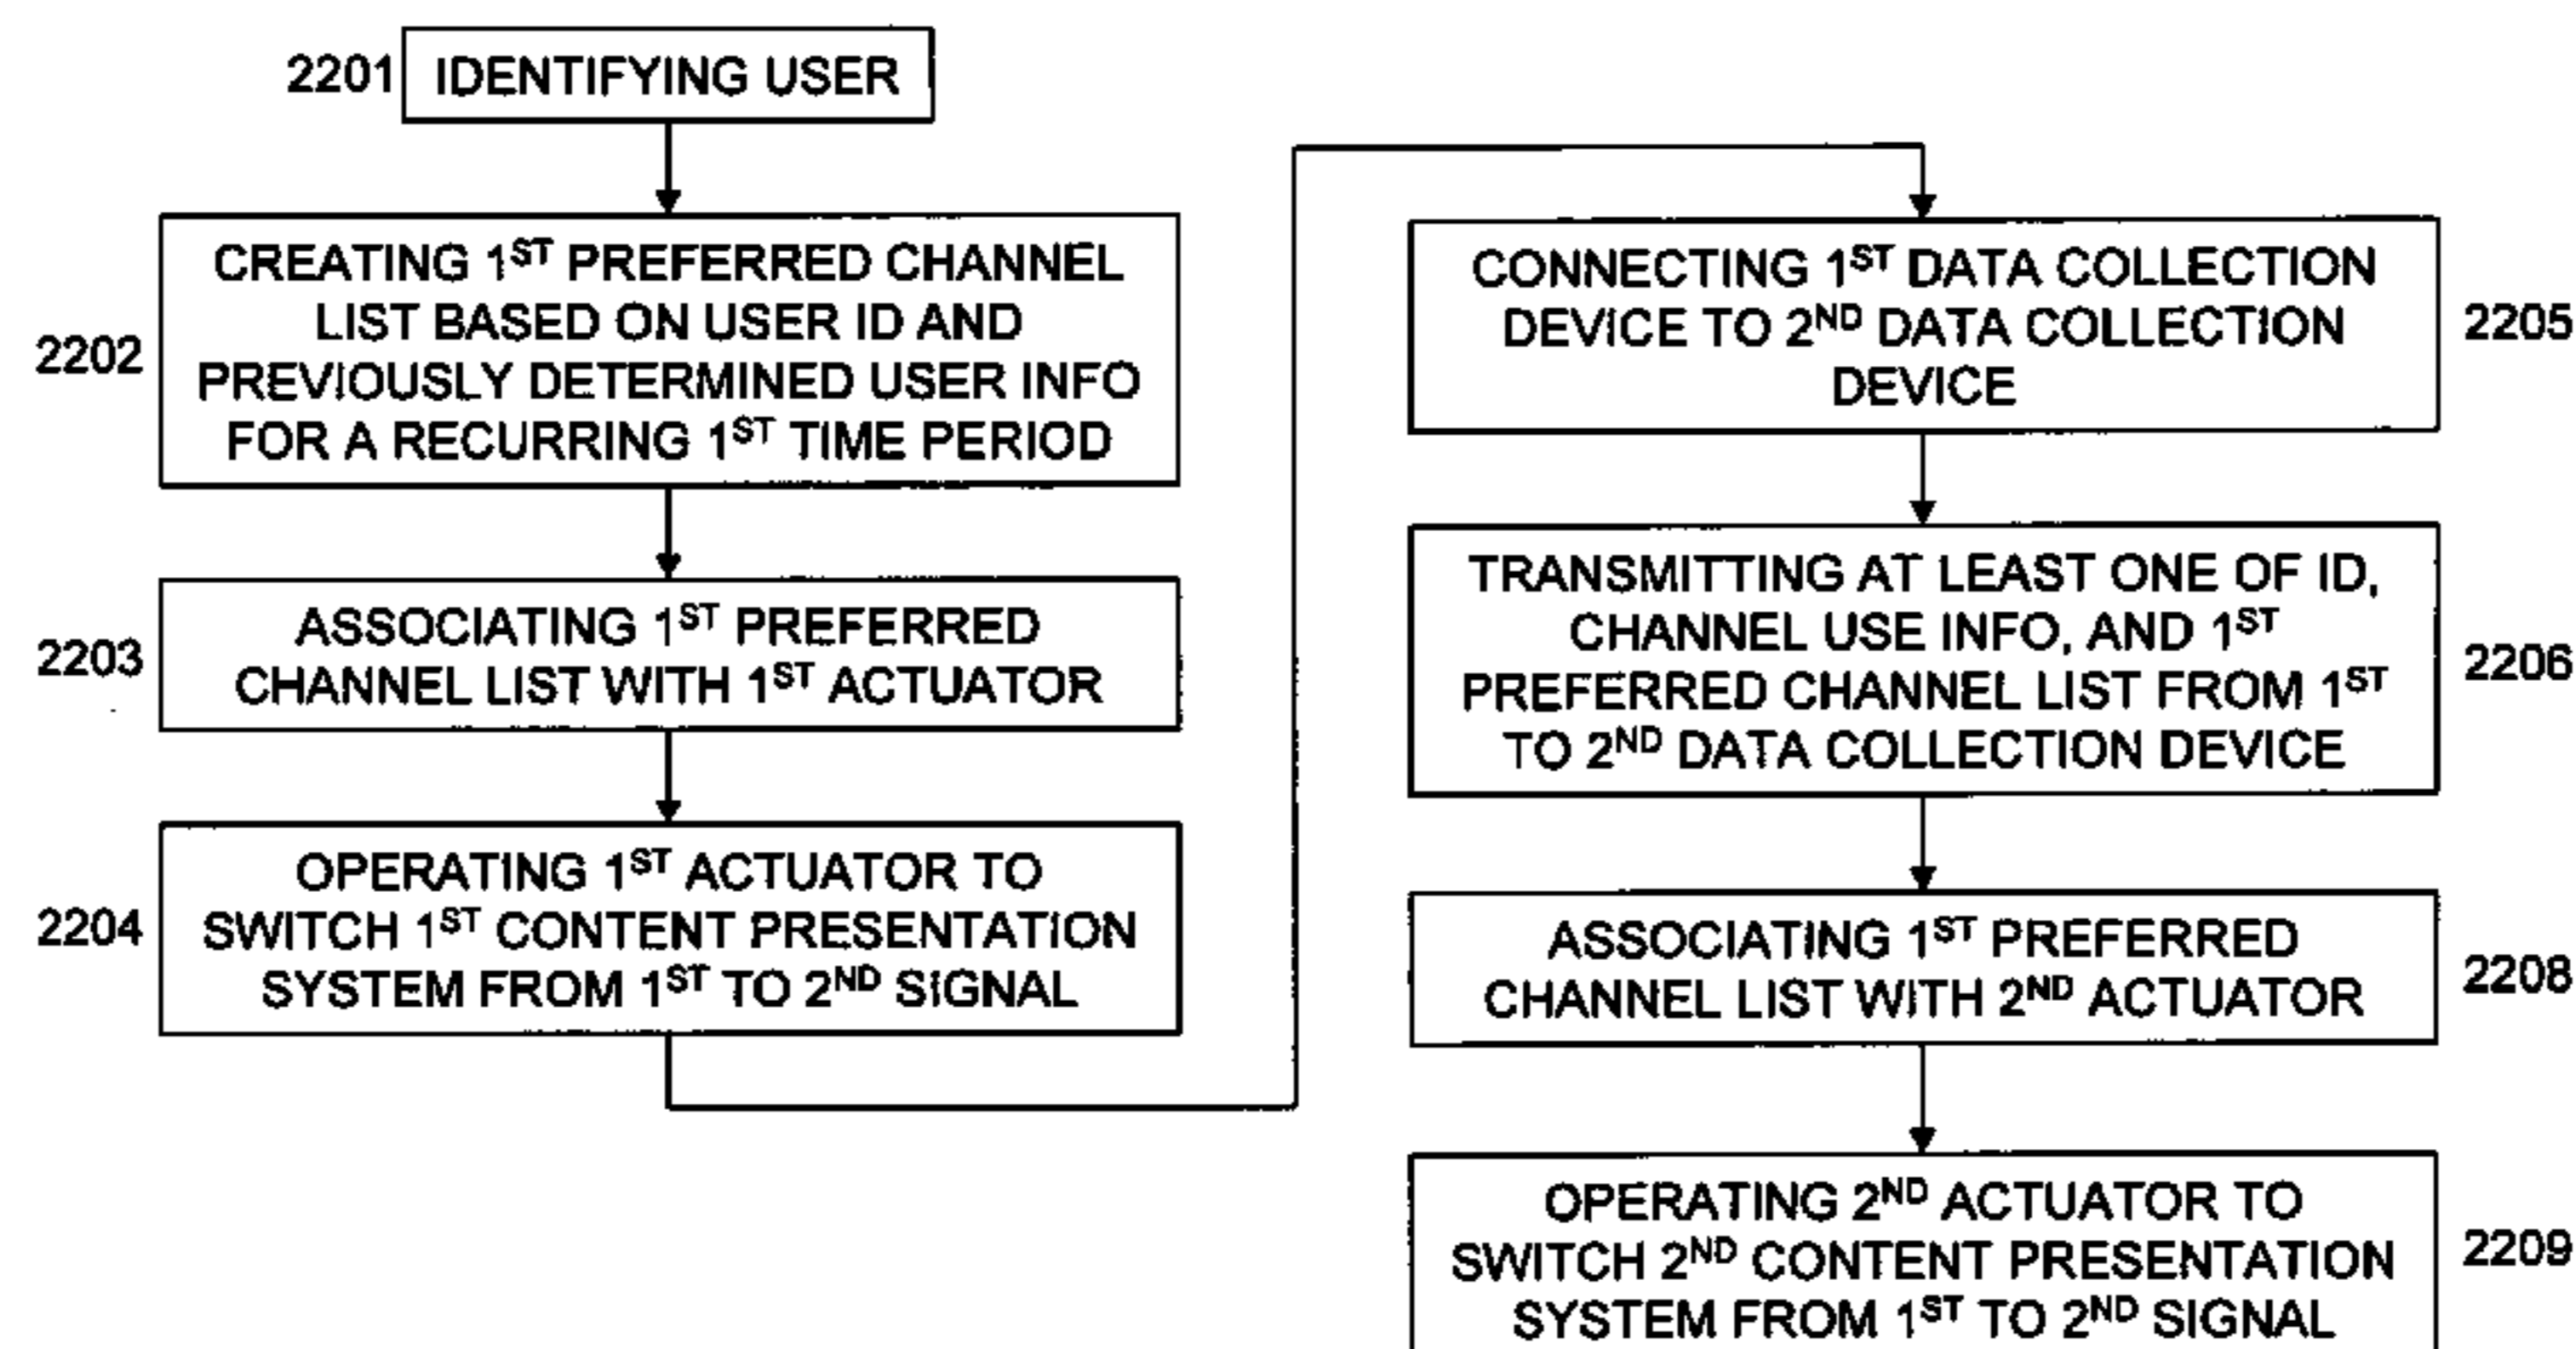 2201
IDENTIFYING USER
2202
CREATING 1ST PREFERRED CHANNEL
LIST BASED ON USER ID AND
PREVIOUSLY DETERMINED USER INFO
FOR A RECURRING 1ST TIME PERIOD
2203
ASSOCIATING 1ST PREFERRED
CHANNEL LIST WITH 1ST ACTUATOR
2204
OPERATING 1ST ACTUATOR TO
SWITCH 1ST CONTENT PRESENTATION
SYSTEM FROM 1ST TO 2ND SIGNAL
CONNECTING 1ST DATA COLLECTION
DEVICE TO 2ND DATA COLLECTION
DEVICE
2205
TRANSMITTING AT LEAST ONE OF ID,
CHANNEL USE INFO, AND 1ST
PREFERRED CHANNEL LIST FROM 1ST
TO 2ND DATA COLLECTION DEVICE
2206
ASSOCIATING 1ST PREFERRED
CHANNEL LIST WITH 2ND ACTUATOR
2208
OPERATING 2ND ACTUATOR TO
SWITCH 2ND CONTENT PRESENTATION
SYSTEM FROM 1ST TO 2ND SIGNAL
2209